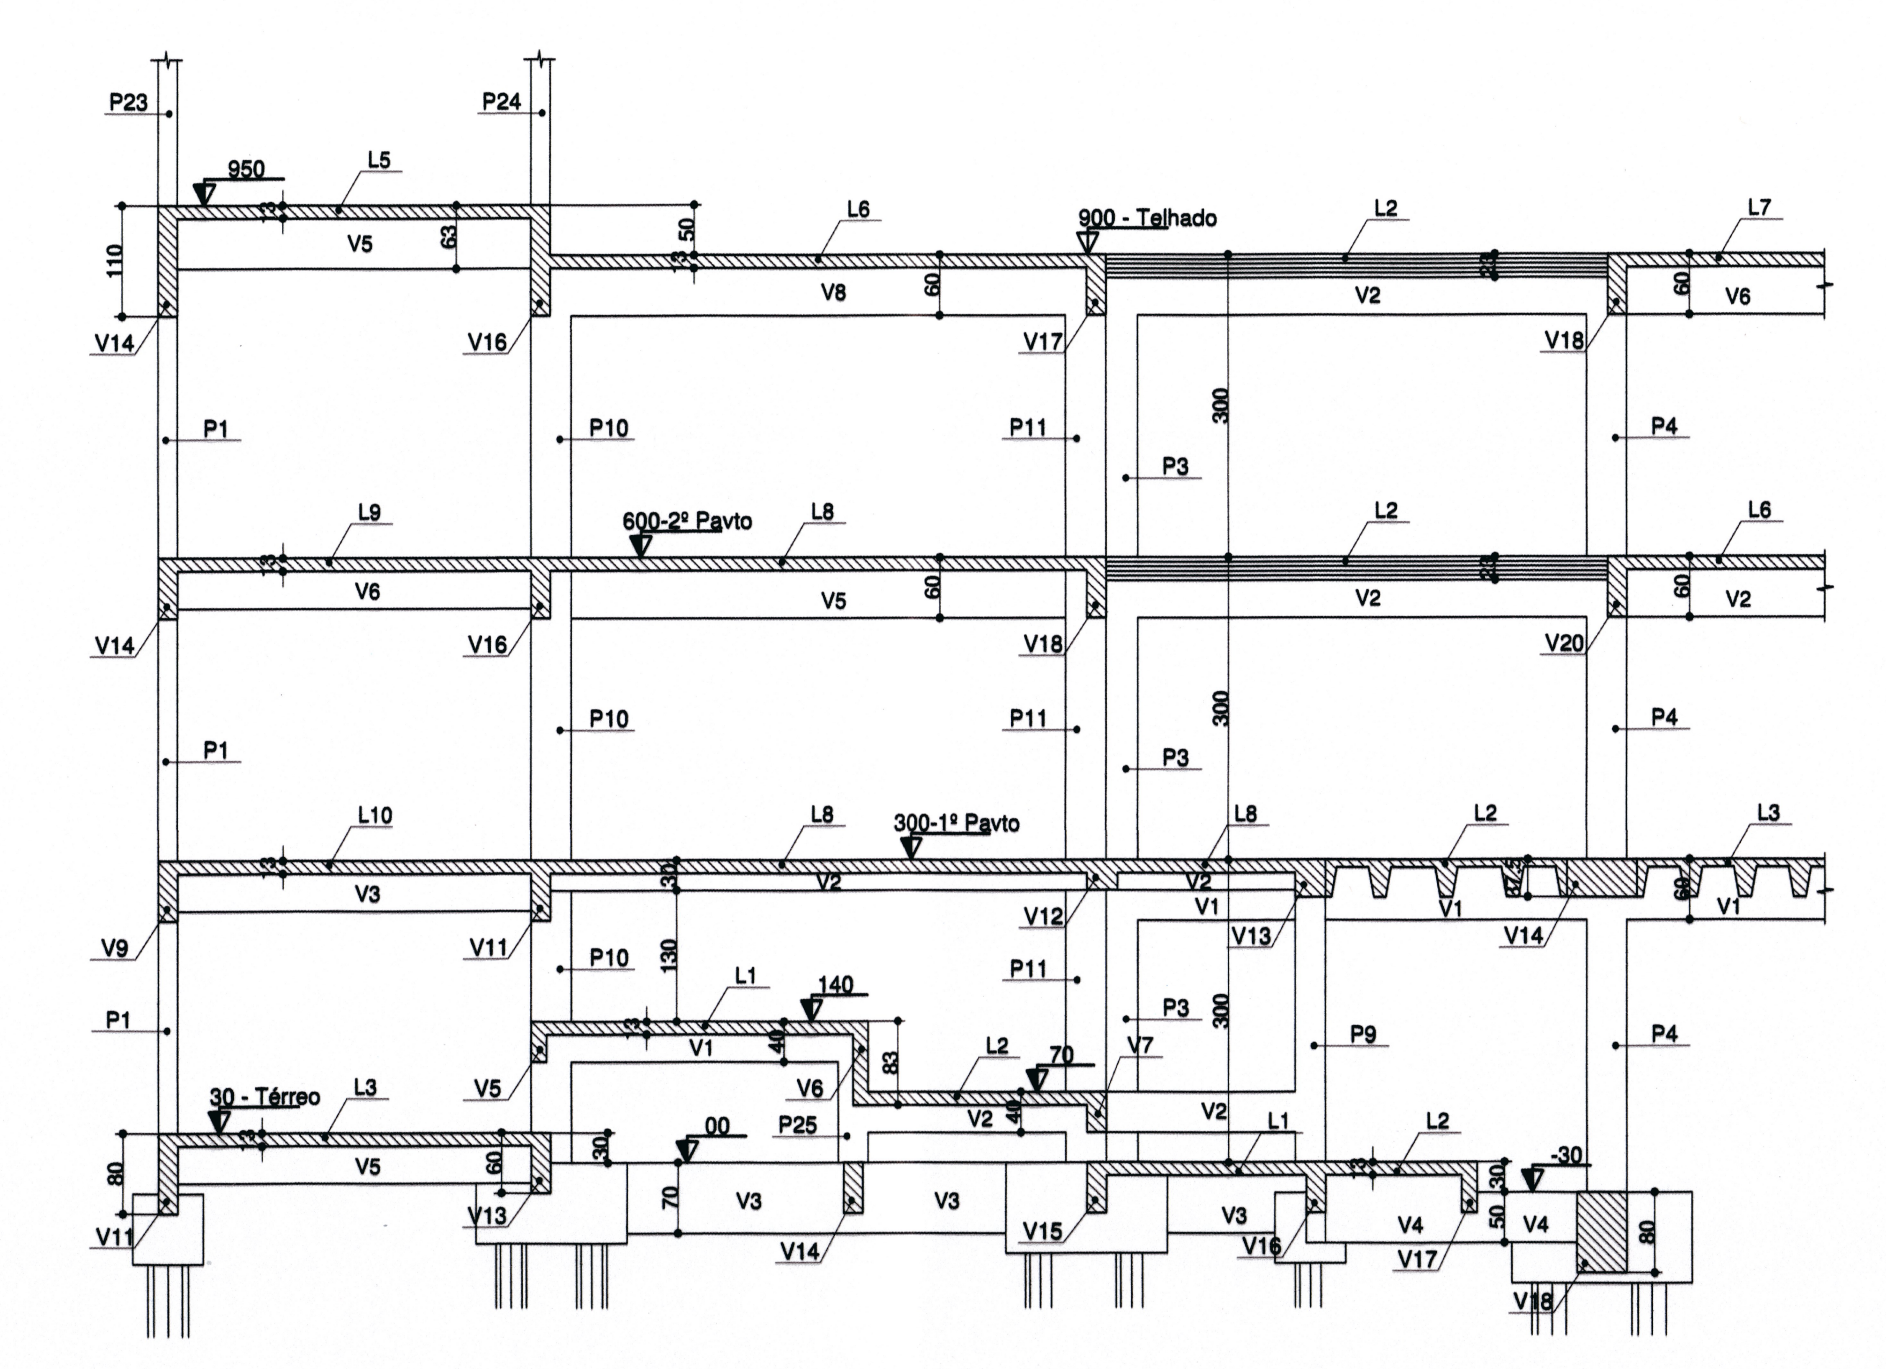 P23
P24
950
L5
13
V5
63
50
110
L6
13
60
V8
900 - Telhado
L2
23
V2
L7
60
V6
V14
V16
V17
V18
P1
P10
P11
300
P3
P4
L9
13
V6
600-2º Pavto
L8
60
V5
L2
23
V2
L6
60
V2
V14
V16
V18
V20
P1
P10
P11
300
P3
P4
L10
13
V3
L8
30
V2
300-1º Pavto
L8
V2
V1
L2
37.5
V1
L3
60
V1
V9
V11
V12
V13
V14
P1
P10
130
P11
P3
300
P9
P4
L1
13
140
V1
40
V5
V6
83
L2
70
V7
V2
40
V2
30 - Térreo
L3
13
V5
80
60
30
00
P25
L1
L2
13
30
-30
V11
V13
70
V3
V14
V3
V15
V3
V16
V4
V17
50
V4
80
V18